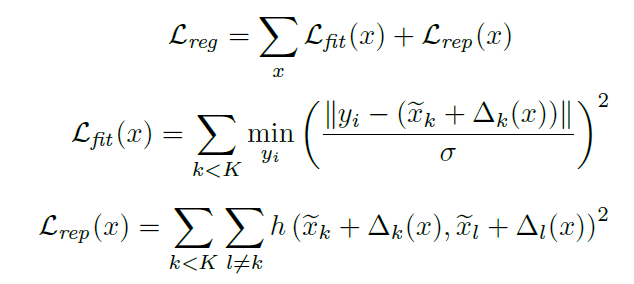 $\mathcal{L}_{reg} = \sum_{x} \mathcal{L}_{fit}(x) + \mathcal{L}_{rep}(x)$
$\mathcal{L}_{fit}(x) = \sum_{k<K} \min_{y_i} \left( \frac{\| y_i - (\widetilde{x}_k + \Delta_k(x)) \|}{\sigma} \right)^2$
$\mathcal{L}_{rep}(x) = \sum_{k<K} \sum_{l \neq k} h \left( \widetilde{x}_k + \Delta_k(x), \widetilde{x}_l + \Delta_l(x) \right)^2$